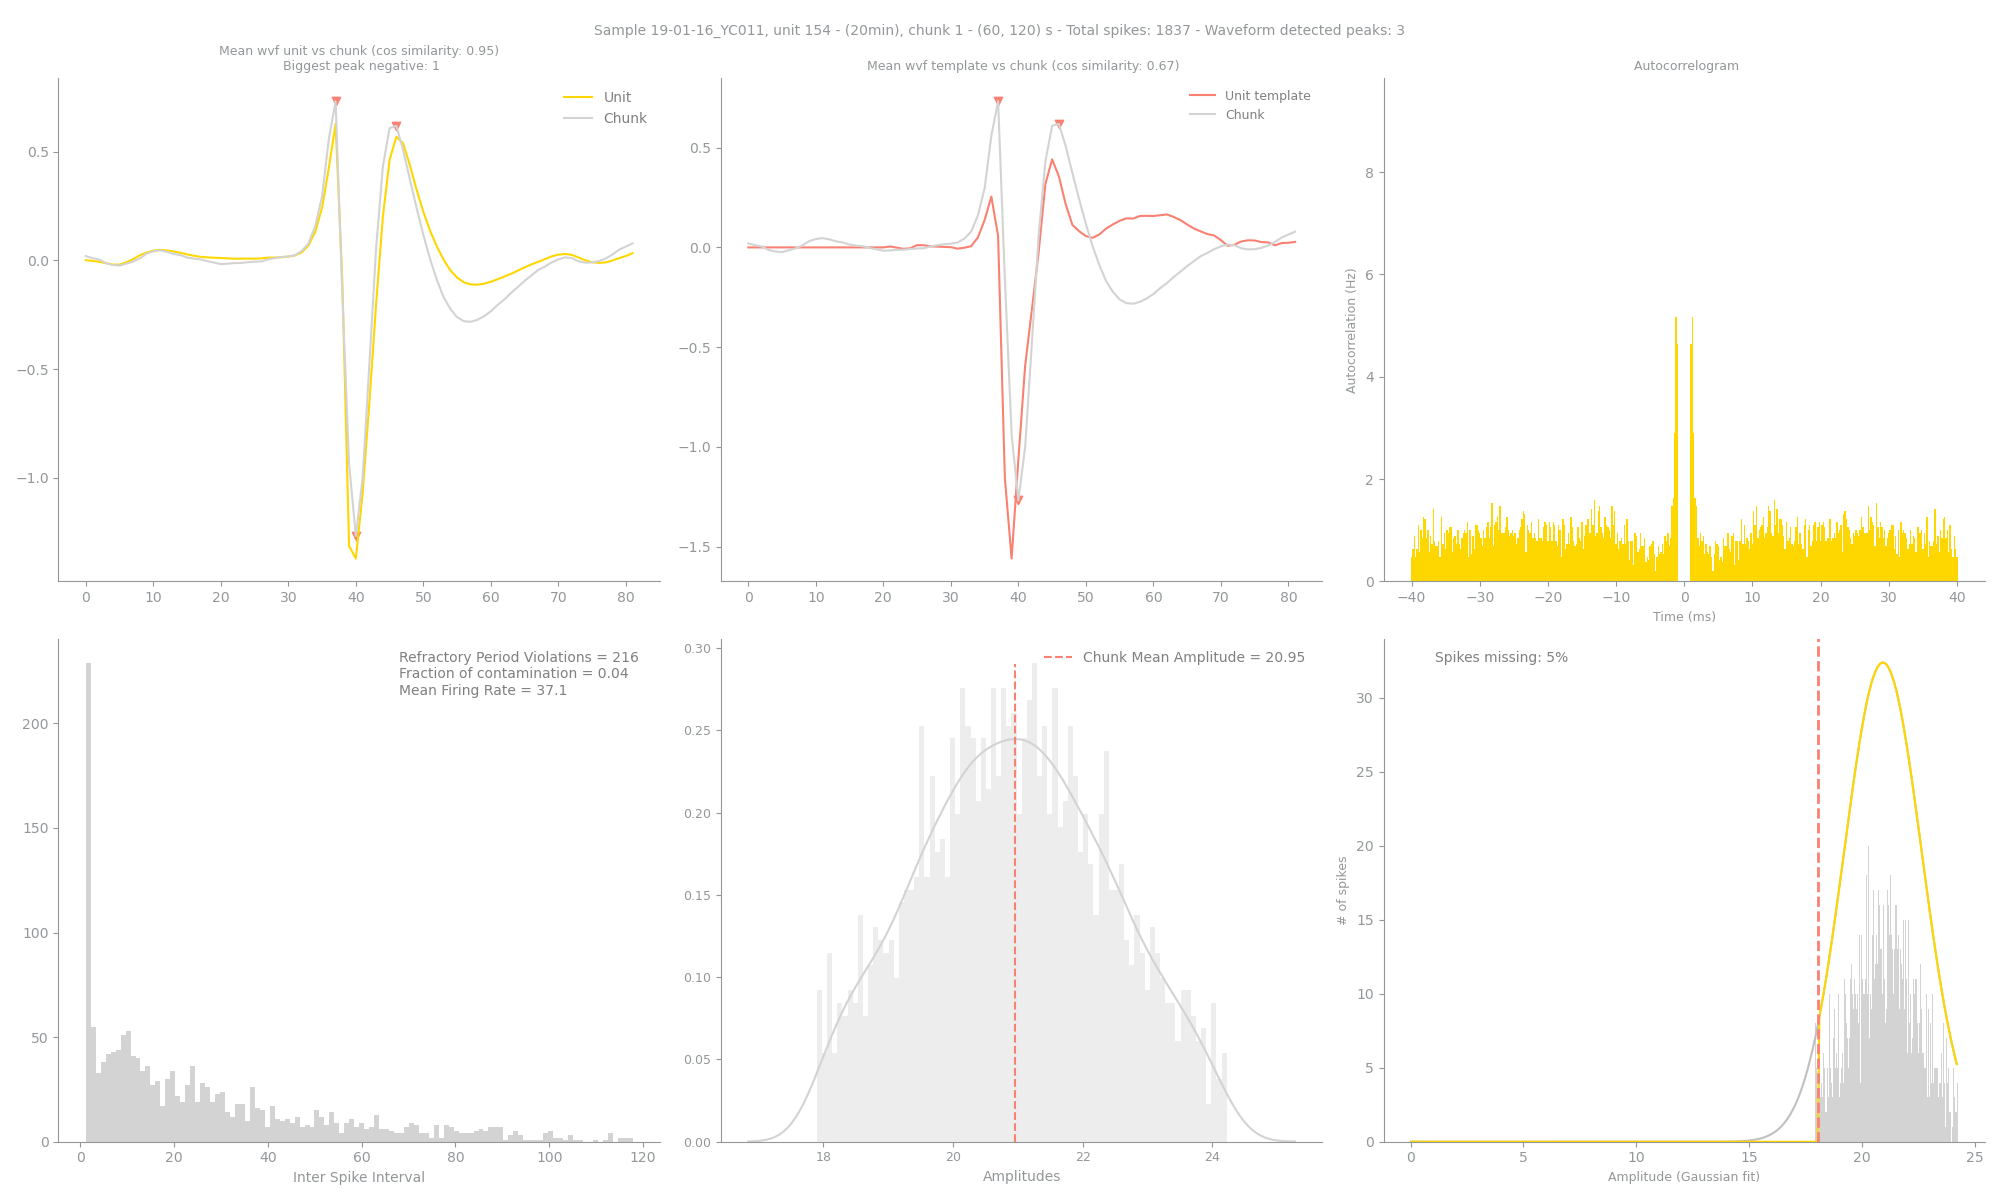 Sample 19-01-16_YC011, unit 154 - (20min), chunk 1 - (60, 120) s - Total spikes: 1837 - Waveform detected peaks: 3
Mean wvf unit vs chunk (cos similarity: 0.95)
Biggest peak negative: 1
Unit
Chunk
0.5
0.0
−0.5
−1.0
0 10 20 30 40 50 60 70 80
Mean wvf template vs chunk (cos similarity: 0.67)
Unit template
Chunk
0.5
0.0
−0.5
−1.0
−1.5
0 10 20 30 40 50 60 70 80
Autocorrelogram
Autocorrelation (Hz)
8
6
4
2
0
−40 −30 −20 −10 0 10 20 30 40
Time (ms)
Refractory Period Violations = 216
Fraction of contamination = 0.04
Mean Firing Rate = 37.1
200
150
100
50
0
0 20 40 60 80 100 120
Inter Spike Interval
Chunk Mean Amplitude = 20.95
0.30
0.25
0.20
0.15
0.10
0.05
0.00
18 20 22 24
Amplitudes
Spikes missing: 5%
# of spikes
30
25
20
15
10
5
0
0 5 10 15 20 25
Amplitude (Gaussian fit)